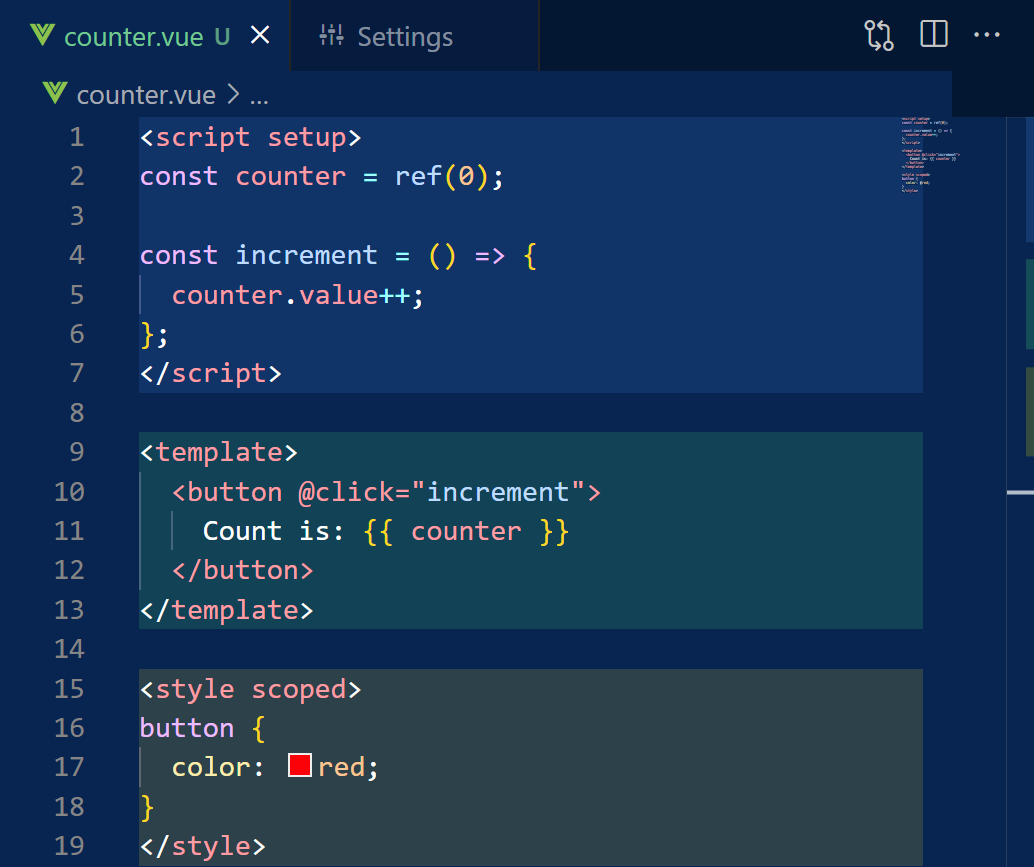 counter.vue U × Settings ...
counter.vue > ...
1 <script setup>
2 const counter = ref(0);
3
4 const increment = () => {
5   counter.value++;
6 };
7 </script>
8
9 <template>
10   <button @click="increment">
11     Count is: {{ counter }}
12   </button>
13 </template>
14
15 <style scoped>
16 button {
17   color: red;
18 }
19 </style>